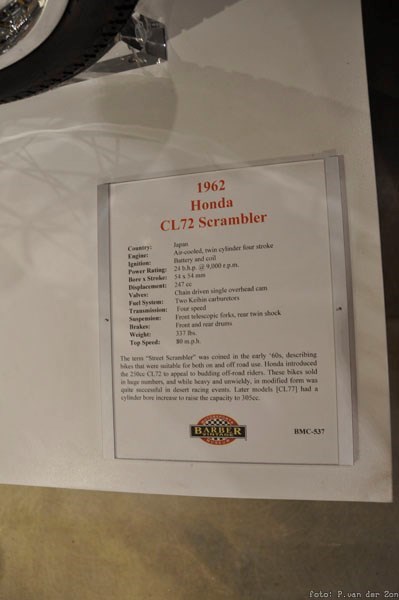 1962
Honda
CL72 Scrambler
Country: Japan
Engine: Air-cooled, twin cylinder four stroke
Ignition: Battery and coil
Power Rating: 24 b.h.p. @ 9,000 r.p.m.
Bore x Stroke: 54 x 54 mm
Displacement: 247 cc
Valves: Chain driven single overhead cam
Fuel System: Two Keihin carburetors
Transmission: Four speed
Suspension: Front telescopic forks, rear twin shock
Brakes: Front and rear drums
Weight: 337 lbs.
Top Speed: 80 m.p.h.
The term "Street Scrambler" was coined in the early '60s, describing
bikes that were suitable for both on and off road use. Honda introduced
the 250cc CL72 to appeal to budding off-road riders. These bikes sold
in huge numbers, and while heavy and unwieldy, in modified form was
quite successful in desert racing events. Later models [CL77] had a
cylinder bore increase to raise the capacity to 305cc.
BARBER
VINTAGE
BMC-537
foto: P.van der Zon